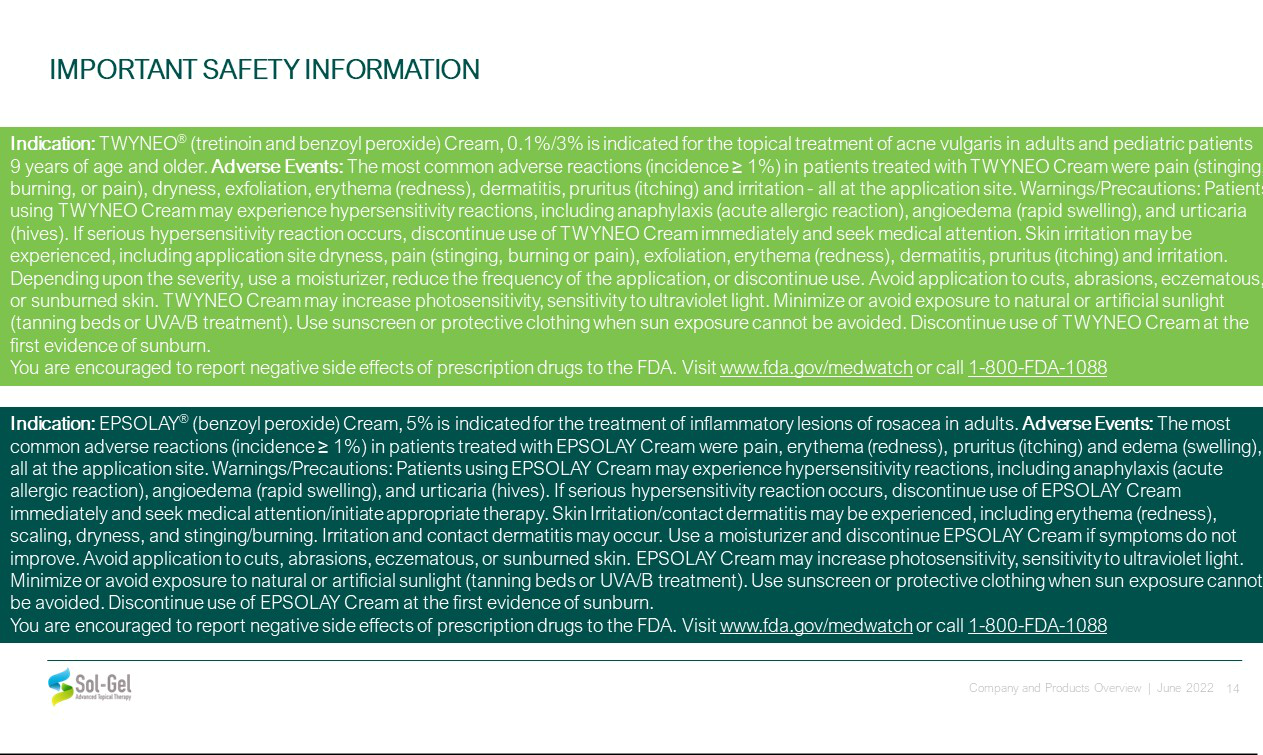 IMPORTANT SAFETY INFORMATION
Indication: TWYNEO® (tretinoin and benzoyl peroxide) Cream, 0.1%/3% is indicated for the topical treatment of acne vulgaris in adults and pediatric patients
9 years of age and older. Adverse Events: The most common adverse reactions (incidence ≥ 1%) in patients treated with TWYNEO Cream were pain (stinging
burning, or pain), dryness, exfoliation, erythema (redness), dermatitis, pruritus (itching) and irritation - all at the application site. Warnings/Precautions: Patients
using TWYNEO Cream may experience hypersensitivity reactions, including anaphylaxis (acute allergic reaction), angioedema (rapid swelling), and urticaria
(hives). If serious hypersensitivity reaction occurs, discontinue use of TWYNEO Cream immediately and seek medical attention. Skin irritation may be
experienced, including application site dryness, pain (stinging, burning or pain), exfoliation, erythema (redness), dermatitis, pruritus (itching) and irritation.
Depending upon the severity, use a moisturizer, reduce the frequency of the application, or discontinue use. Avoid application to cuts, abrasions, eczematous,
or sunburned skin. TWYNEO Cream may increase photosensitivity, sensitivity to ultraviolet light. Minimize or avoid exposure to natural or artificial sunlight
(tanning beds or UVA/B treatment). Use sunscreen or protective clothing when sun exposure cannot be avoided. Discontinue use of TWYNEO Cream at the
first evidence of sunburn.
You are encouraged to report negative side effects of prescription drugs to the FDA. Visit www.fda.gov/medwatch or call 1-800-FDA-1088
Indication: EPSOLAY® (benzoyl peroxide) Cream, 5% is indicated for the treatment of inflammatory lesions of rosacea in adults. Adverse Events: The most
common adverse reactions (incidence ≥ 1%) in patients treated with EPSOLAY Cream were pain, erythema (redness), pruritus (itching) and edema (swelling),
all at the application site. Warnings/Precautions: Patients using EPSOLAY Cream may experience hypersensitivity reactions, including anaphylaxis (acute
allergic reaction), angioedema (rapid swelling), and urticaria (hives). If serious hypersensitivity reaction occurs, discontinue use of EPSOLAY Cream
immediately and seek medical attention/initiate appropriate therapy. Skin Irritation/contact dermatitis may be experienced, including erythema (redness),
scaling, dryness, and stinging/burning. Irritation and contact dermatitis may occur. Use a moisturizer and discontinue EPSOLAY Cream if symptoms do not
improve. Avoid application to cuts, abrasions, eczematous, or sunburned skin. EPSOLAY Cream may increase photosensitivity, sensitivity to ultraviolet light.
Minimize or avoid exposure to natural or artificial sunlight (tanning beds or UVA/B treatment). Use sunscreen or protective clothing when sun exposure cannot
be avoided. Discontinue use of EPSOLAY Cream at the first evidence of sunburn.
You are encouraged to report negative side effects of prescription drugs to the FDA. Visit www.fda.gov/medwatch or call 1-800-FDA-1088
Sol-Gel
Advanced Topical Therapy
Company and Products Overview | June 2022 14